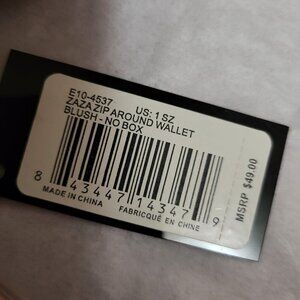 E10-4537 US: 1 SZ
ZAZA ZIP AROUND WALLET
BLUSH - NO BOX
8 43447 14347 9
MADE IN CHINA FABRIQUÉ EN CHINE
MSRP $49.00